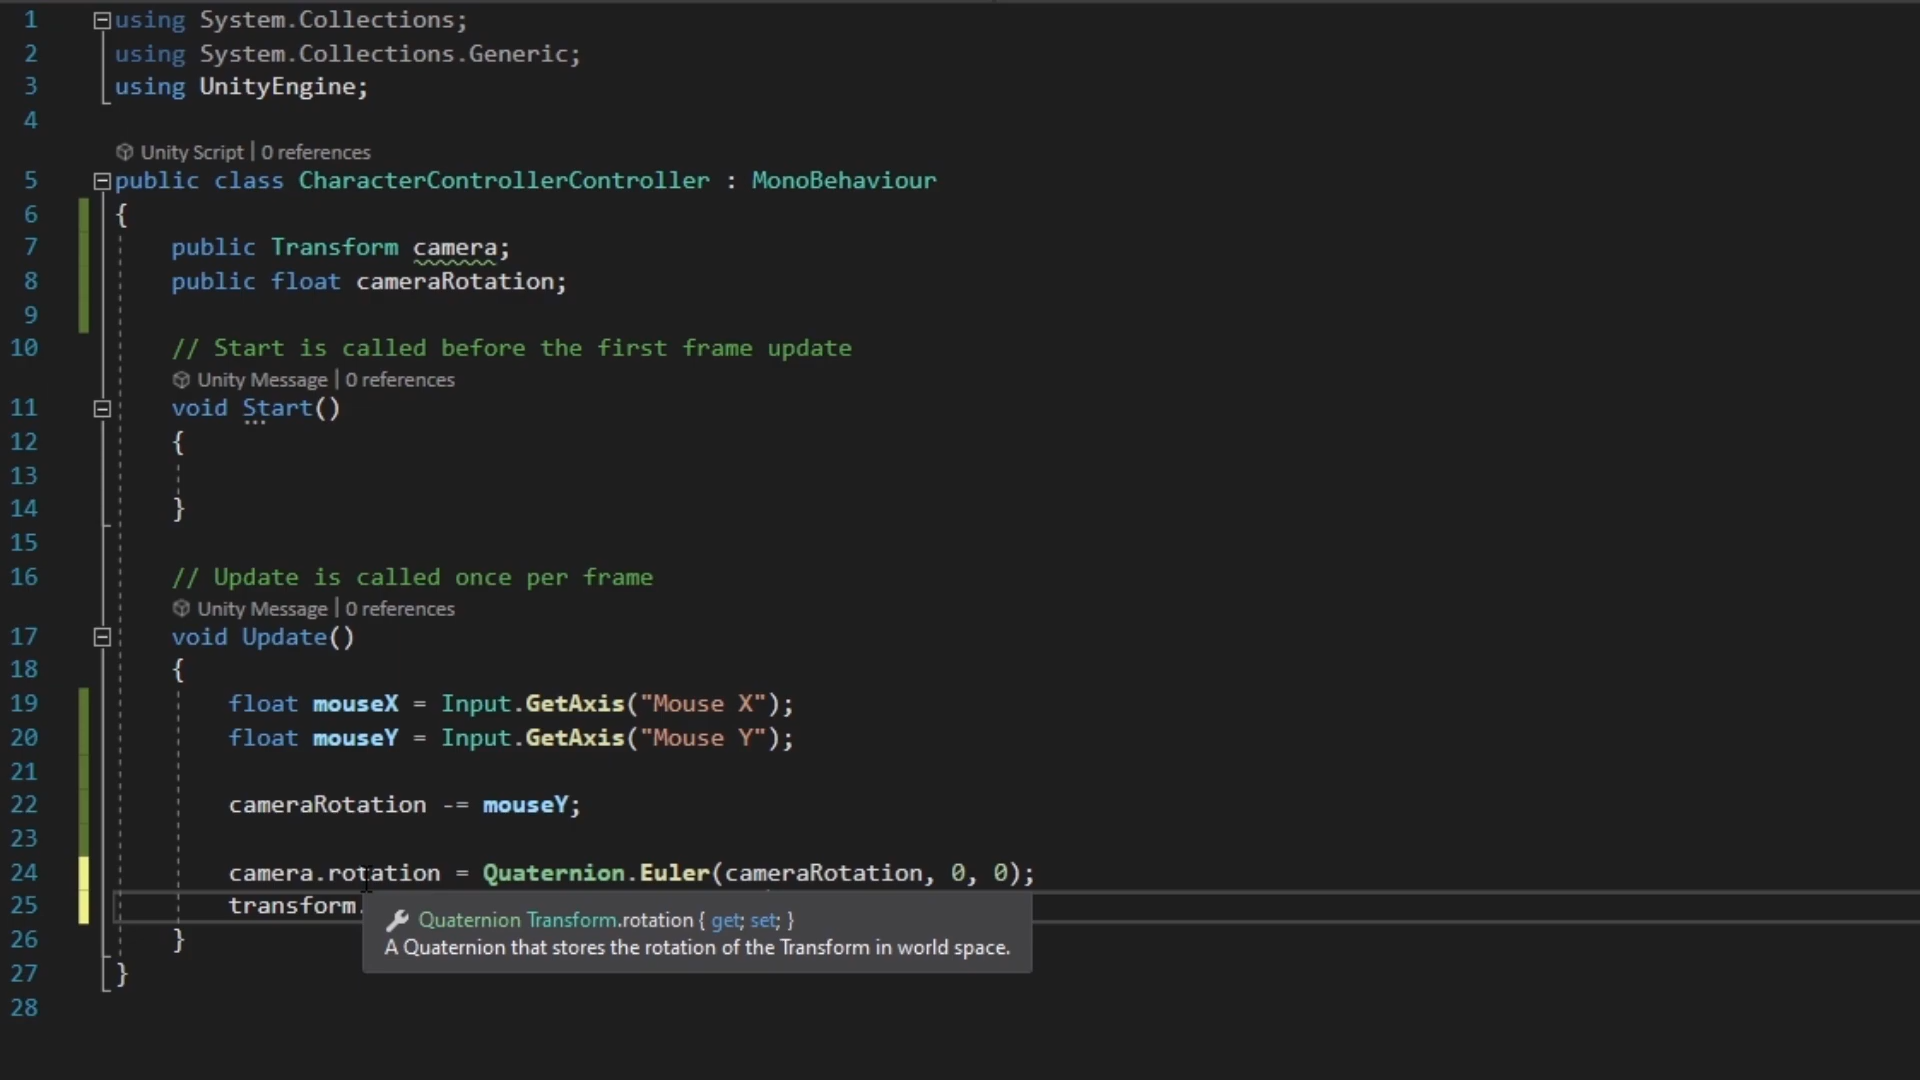 1 using System.Collections;
2 using System.Collections.Generic;
3 using UnityEngine;
4
Unity Script | 0 references
5 public class CharacterControllerController : MonoBehaviour
6 {
7 public Transform camera;
8 public float cameraRotation;
9
10 // Start is called before the first frame update
Unity Message | 0 references
11 void Start()
12 {
13
14 }
15
16 // Update is called once per frame
Unity Message | 0 references
17 void Update()
18 {
19 float mouseX = Input.GetAxis("Mouse X");
20 float mouseY = Input.GetAxis("Mouse Y");
21
22 cameraRotation -= mouseY;
23
24 camera.rotation = Quaternion.Euler(cameraRotation, 0, 0);
25 transform.
Quaternion Transform.rotation { get; set; }
A Quaternion that stores the rotation of the Transform in world space.
26 }
27 }
28